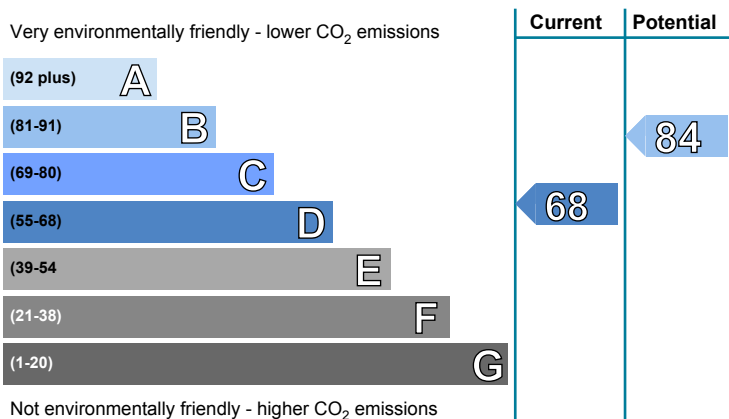 Current Potential
Very environmentally friendly - lower CO2 emissions
(92 plus) A
(81-91) B
84
(69-80) C
(55-68) D
68
(39-54 E
(21-38) F
(1-20) G
Not environmentally friendly - higher CO2 emissions